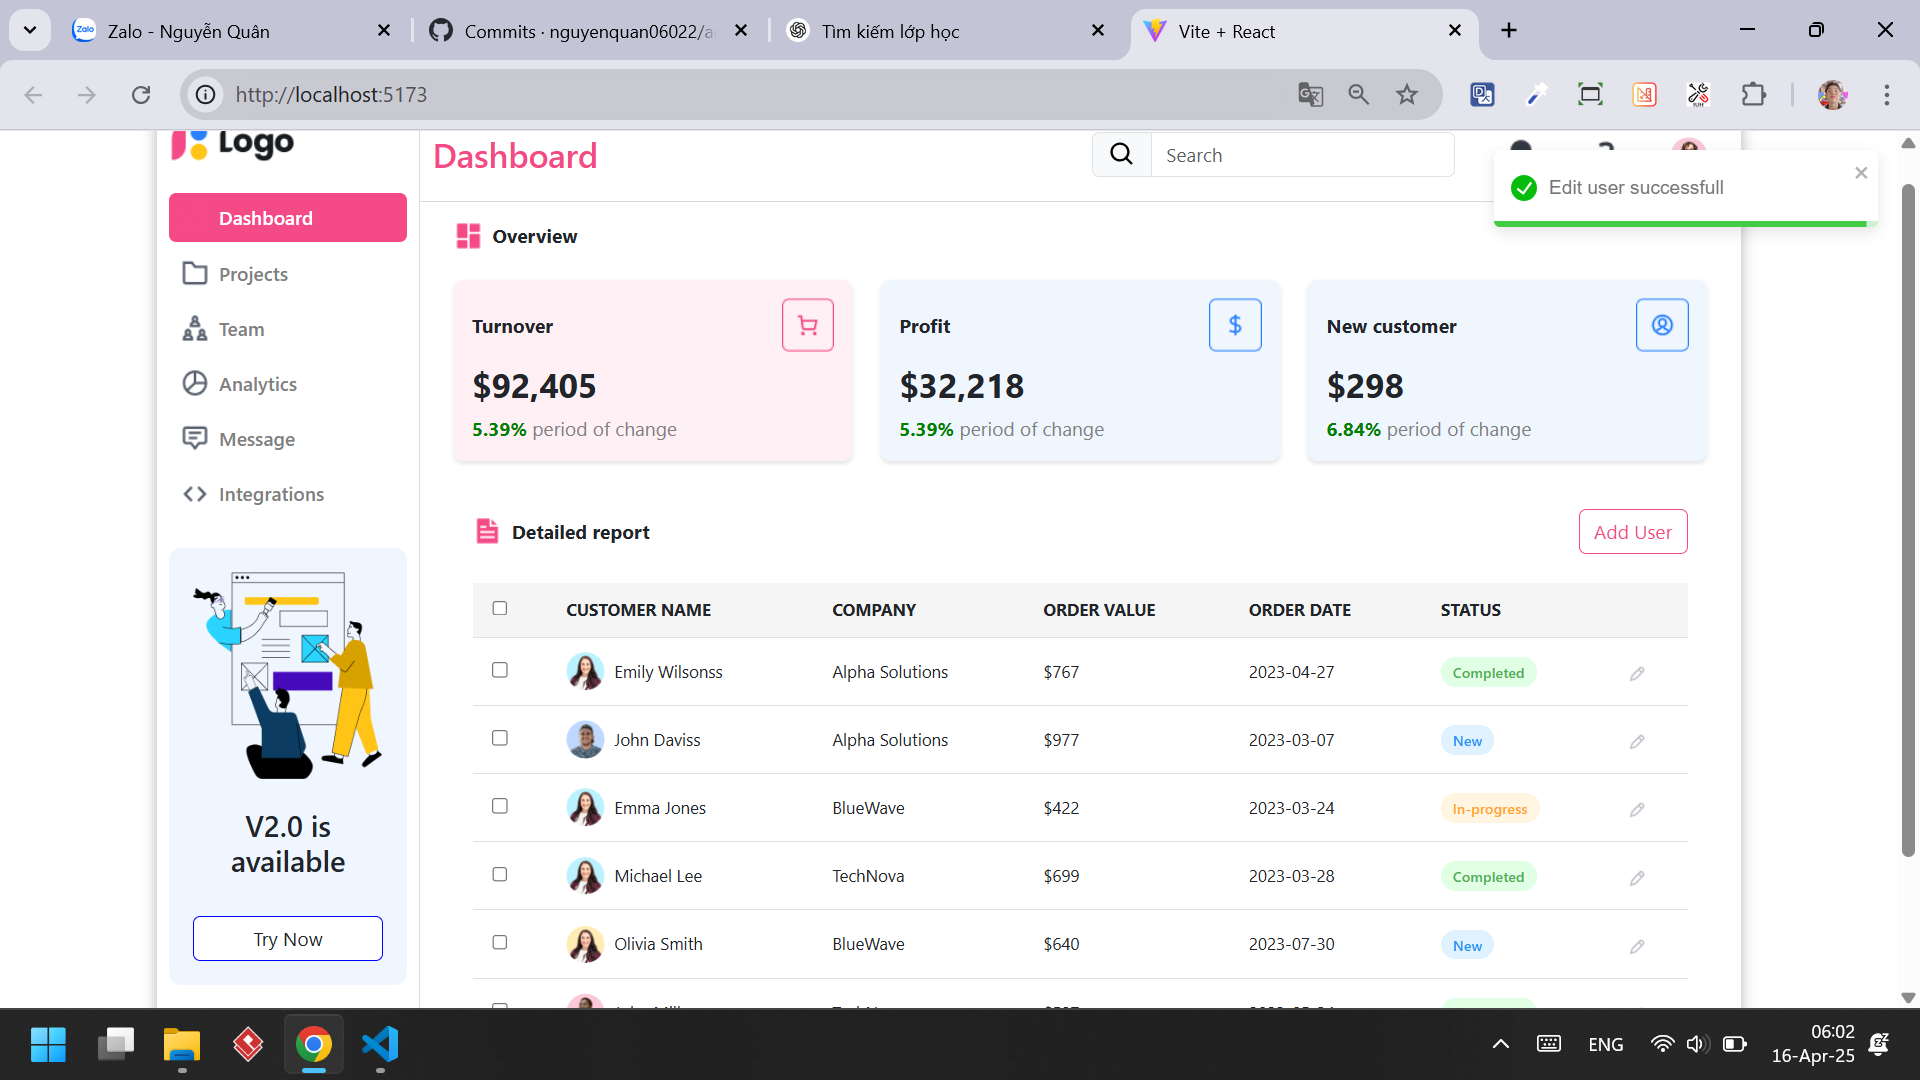 Zalo - Nguyễn Quân
Commits · nguyenquan06022/a
Tìm kiếm lớp học
Vite + React
http://localhost:5173
Logo
Dashboard
Search
Edit user successfull
Dashboard
Projects
Team
Analytics
Message
Integrations
V2.0 is
available
Try Now
Overview
Turnover
$92,405
5.39% period of change
Profit
$32,218
5.39% period of change
New customer
$298
6.84% period of change
Detailed report
Add User
CUSTOMER NAME COMPANY ORDER VALUE ORDER DATE STATUS
Emily Wilsonss Alpha Solutions $767 2023-04-27 Completed
John Daviss Alpha Solutions $977 2023-03-07 New
Emma Jones BlueWave $422 2023-03-24 In-progress
Michael Lee TechNova $699 2023-03-28 Completed
Olivia Smith BlueWave $640 2023-07-30 New
ENG
06:02
16-Apr-25